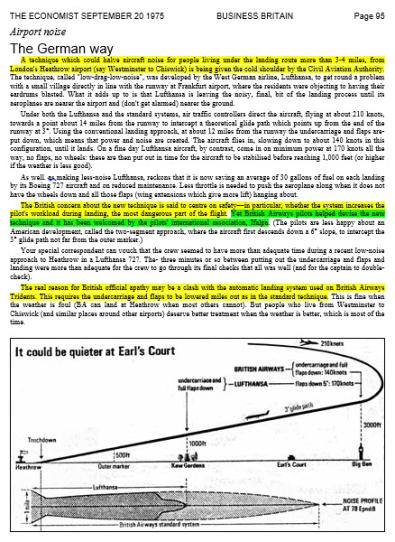 THE ECONOMIST SEPTEMBER 20 1975 BUSINESS BRITAIN Page 95
Airport noise
The German way
A technique which could halve aircraft noise for people living under the landing route more than 3-4 miles, from
London's Heathrow airport (say Westminster to Chiswick) is being given the cold shoulder by the Civil Aviation Authority.
The technique, called "low-drag-low-noise", was developed by the West German airline, Lufthansa, to get round a problem
with a small village directly in line with the runway at Frankfurt airport, where the residents were objecting to having their
eardrums blasted. What it adds up to is that Lufthansa is leaving the noisy, final, bit of the landing process until its
aeroplanes are nearer the airport and (don't get alarmed) nearer the ground.
Under both the Lufthansa and the standard systems, air traffic controllers direct the aircraft, flying at about 210 knots,
towards a point about 14 miles from the runway to intercept a theoretical glide path which points up from the end of the
runway at 3°. Using the conventional landing approach, at about 12 miles from the runway the undercarriage and flaps are-
put down, which means that power and noise are created. The aircraft flies in, slowing down to about 140 knots in this
configuration, until it lands. On a fine day Lufthansa aircraft, by contrast, come in on minimum power at 170 knots all the
way, no flaps, no wheels: these are then put out in time for the aircraft to be stabilised before reaching 1,000 feet (or higher
if the weather is less good).
As well as making less-noise Lufthansa, reckons that it is now saving an average of 30 gallons of fuel on each landing
by its Boeing 727 aircraft and on reduced maintenance. Less throttle is needed to push the aeroplane along when it does not
have the wheels down and all those flaps (wing extensions which give more lift) hanging about.
The British concern about the new technique is said to centre on safety—in particular, whether the system increases the
pilot's workload during landing, the most dangerous part of the flight. Yet British Airways pilots helped devise the new
technique and it has been welcomed by the pilots' international association, Ifalpa. (The pilots are less happy about an
American development, called the two-segment approach, where the aircraft first descends down a 6° slope, to intercept the
3° glide path not far from the outer marker.)
Your special correspondent can vouch that the crew seemed to have more than adequate time during a recent low-noise
approach to Heathrow in a Lufthansa 727. The- three minutes or so between putting out the undercarriage and flaps and
landing were more than adequate for the crew to go through its final checks that all was well (and for the captain to double-
check).
The real reason for British official apathy may be a clash with the automatic landing system used on British Airways
Tridents. This requires the undercarriage and flaps to be lowered miles out as in the standard technique. This is fine when
the weather is foul (BA can land at Heathrow when most others cannot). But people who live from Westminster to
Chiswick (and similar places around other airports) deserve better treatment when the weather is better, which is most of the
time.
It could be quieter at Earl's Court
210knots
BRITISH AIRWAYS undercarriage and full
flaps down: 140knots
undercarriage and
full flaps down
LUFTHANSA flaps down 5°: 170knots
3° glide path
3000ft
1000ft
Touchdown
500ft
Heathrow Outer marker Kew Gardens Earl's Court Big Ben
Lufthansa
NOISE PROFILE
British Airways standard system